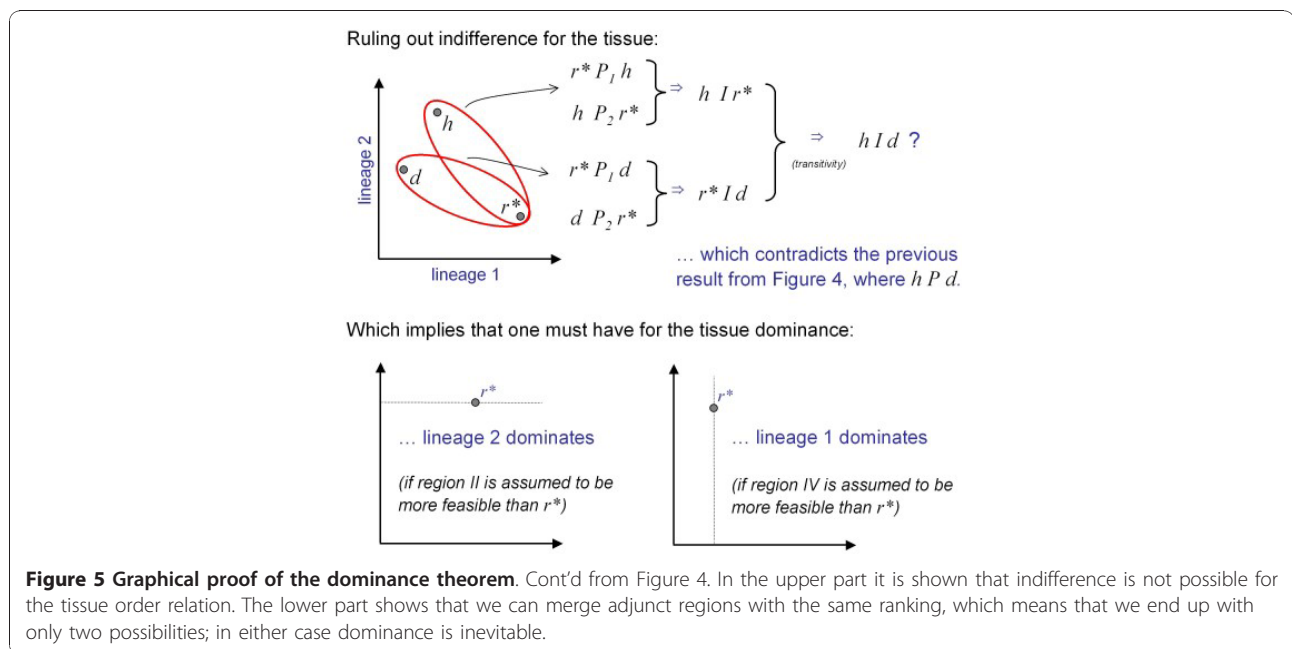 Ruling out indifference for the tissue:
lineage 2
h
d
r*
lineage 1
r* P1 h
h P2 r*
⇒ h I r*
r* P1 d
d P2 r*
⇒ r* I d
⇒
(transitivity)
h I d ?
... which contradicts the previous
result from Figure 4, where h P d.
Which implies that one must have for the tissue dominance:
r*
... lineage 2 dominates
(if region II is assumed to be
more feasible than r*)
r*
... lineage 1 dominates
(if region IV is assumed to be
more feasible than r*)
Figure 5 Graphical proof of the dominance theorem. Cont'd from Figure 4. In the upper part it is shown that indifference is not possible for
the tissue order relation. The lower part shows that we can merge adjunct regions with the same ranking, which means that we end up with
only two possibilities; in either case dominance is inevitable.